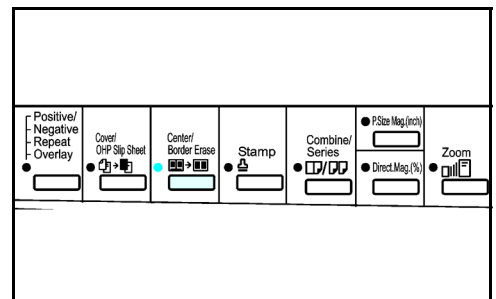 Positive/
Negative
Repeat
Overlay
Cover/
OHP Slip Sheet
Center/
Border Erase
Stamp
Combine/
Series
P.Size Mag.(inch)
Direct.Mag.(%)
Zoom